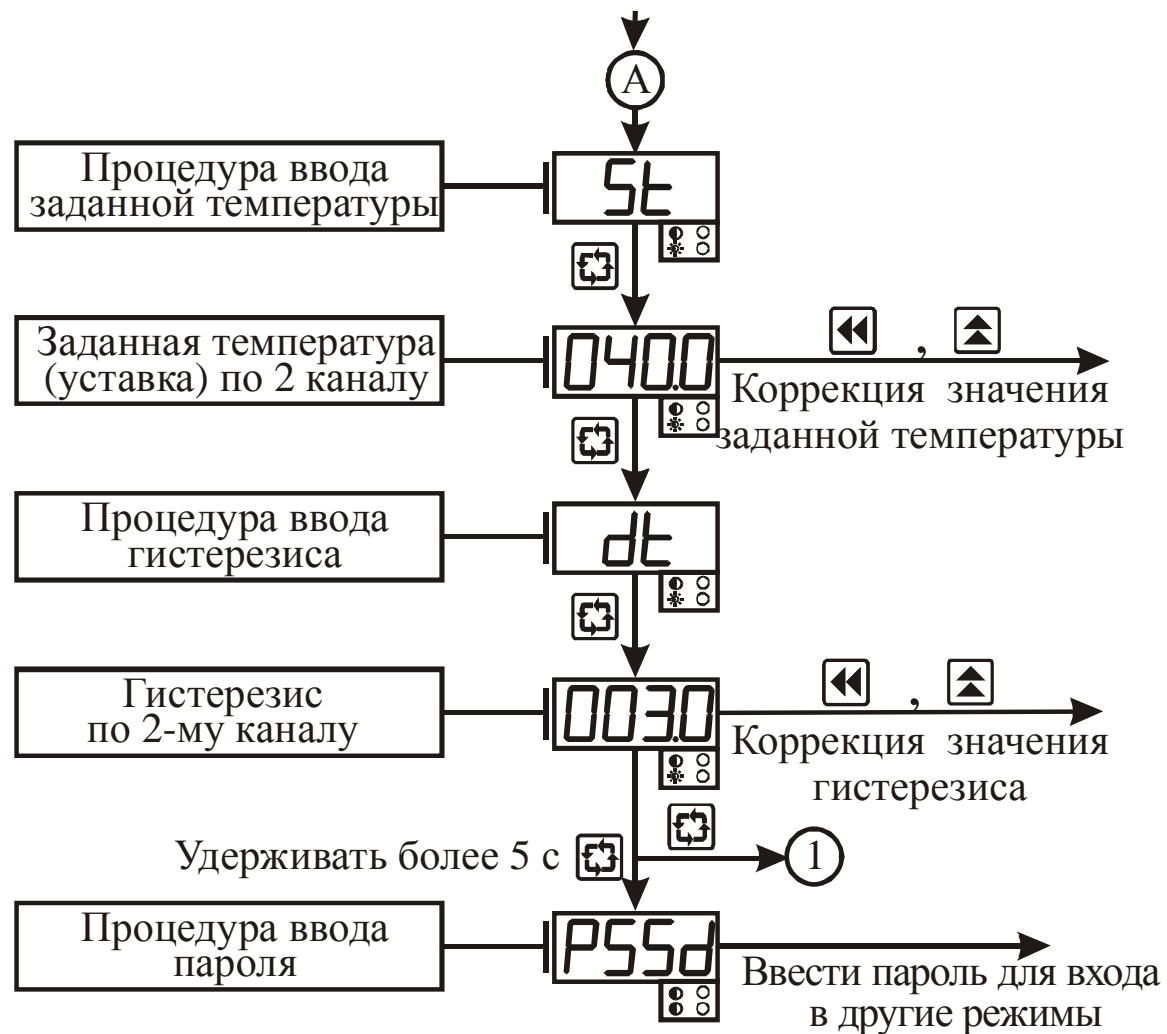 A
Процедура ввода
заданной температуры
St
Заданная температура
(уставка) по 2 каналу
040.0
,
Коррекция значения
заданной температуры
Процедура ввода
гистерезиса
dt
Гистерезис
по 2-му каналу
003.0
,
Коррекция значения
гистерезиса
Удерживать более 5 с
1
Процедура ввода
пароля
PSSd
Ввести пароль для входа
в другие режимы